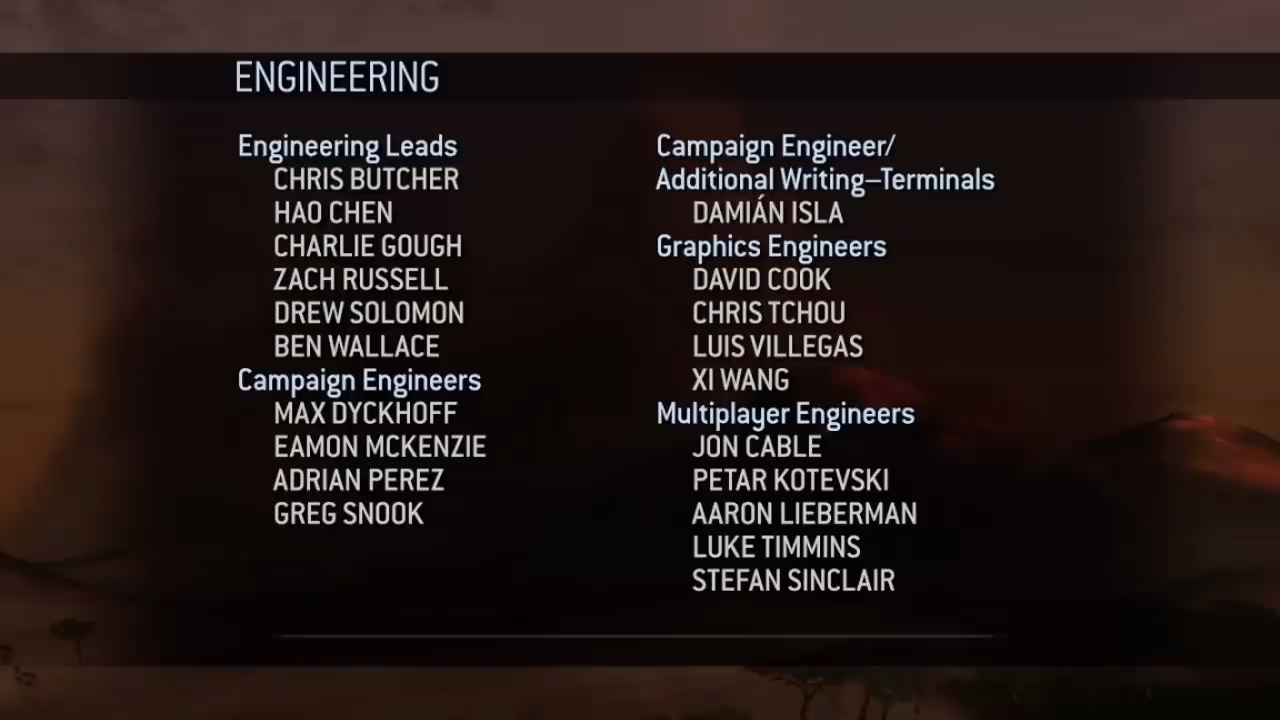 ENGINEERING
Engineering Leads
CHRIS BUTCHER
HAO CHEN
CHARLIE GOUGH
ZACH RUSSELL
DREW SOLOMON
BEN WALLACE
Campaign Engineers
MAX DYCKHOFF
EAMON MCKENZIE
ADRIAN PEREZ
GREG SNOOK
Campaign Engineer/
Additional Writing—Terminals
DAMIÁN ISLA
Graphics Engineers
DAVID COOK
CHRIS TCHOU
LUIS VILLEGAS
XI WANG
Multiplayer Engineers
JON CABLE
PETAR KOTEVSKI
AARON LIEBERMAN
LUKE TIMMINS
STEFAN SINCLAIR